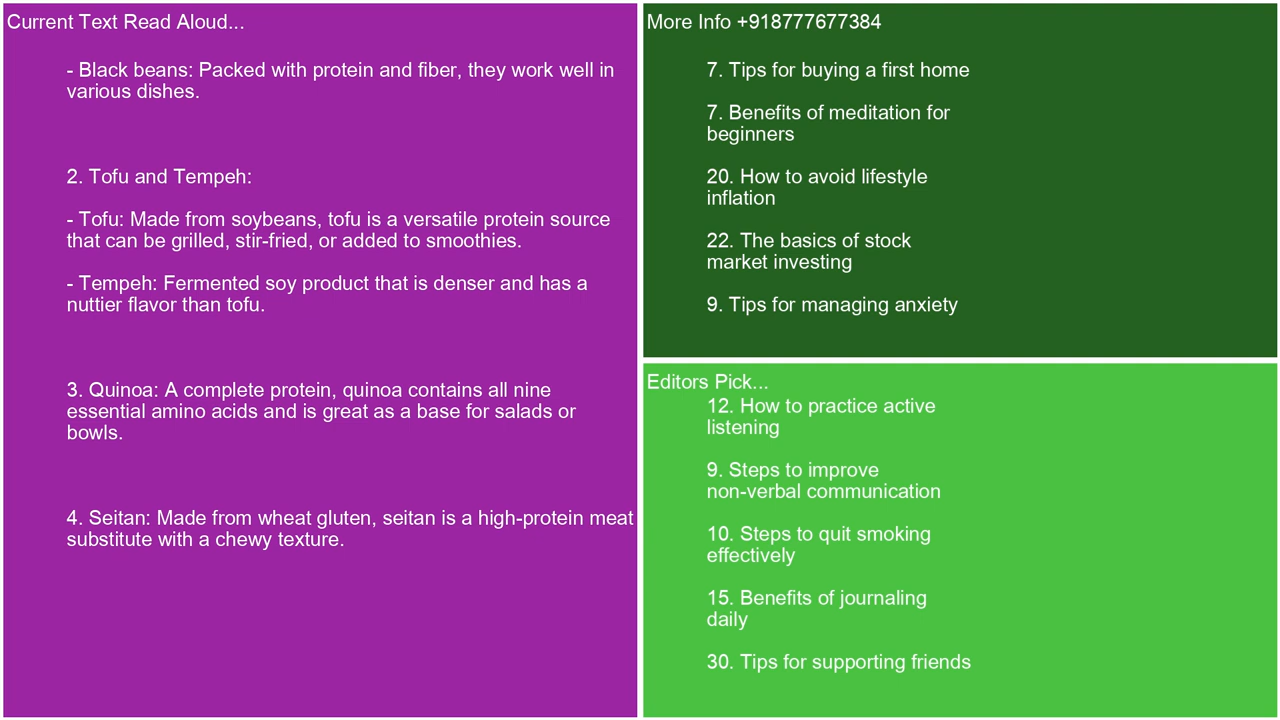 Current Text Read Aloud...
- Black beans: Packed with protein and fiber, they work well in
various dishes.
2. Tofu and Tempeh:
- Tofu: Made from soybeans, tofu is a versatile protein source
that can be grilled, stir-fried, or added to smoothies.
- Tempeh: Fermented soy product that is denser and has a
nuttier flavor than tofu.
3. Quinoa: A complete protein, quinoa contains all nine
essential amino acids and is great as a base for salads or
bowls.
4. Seitan: Made from wheat gluten, seitan is a high-protein meat
substitute with a chewy texture.
More Info +918777677384
7. Tips for buying a first home
7. Benefits of meditation for
beginners
20. How to avoid lifestyle
inflation
22. The basics of stock
market investing
9. Tips for managing anxiety
Editors Pick...
12. How to practice active
listening
9. Steps to improve
non-verbal communication
10. Steps to quit smoking
effectively
15. Benefits of journaling
daily
30. Tips for supporting friends